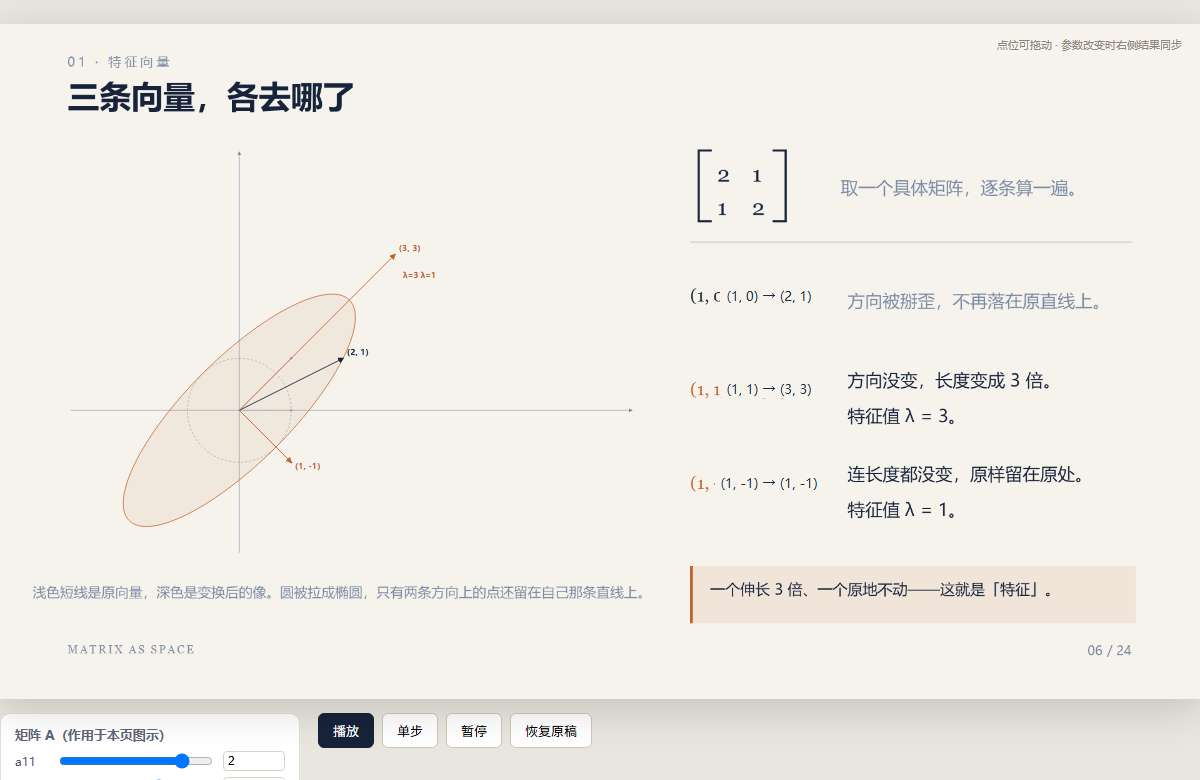 点位可拖动 · 参数改变时右侧结果同步
01 · 特征向量
三条向量，各去哪了
(3, 3)
λ=3 λ=1
(2, 1)
(1, -1)
2 1
1 2
取一个具体矩阵，逐条算一遍。
(1, 0) → (2, 1)
方向被掰歪，不再落在原直线上。
(1, 1 (1, 1) → (3, 3)
方向没变，长度变成 3 倍。
特征值 λ = 3。
(1, (1, -1) → (1, -1)
连长度都没变，原样留在原处。
特征值 λ = 1。
浅色短线是原向量，深色是变换后的像。圆被拉成椭圆，只有两条方向上的点还留在自己那条直线上。
一个伸长 3 倍、一个原地不动——这就是「特征」。
MATRIX AS SPACE
06 / 24
矩阵 A（作用于本页图示）
a11
2
播放
单步
暂停
恢复原稿